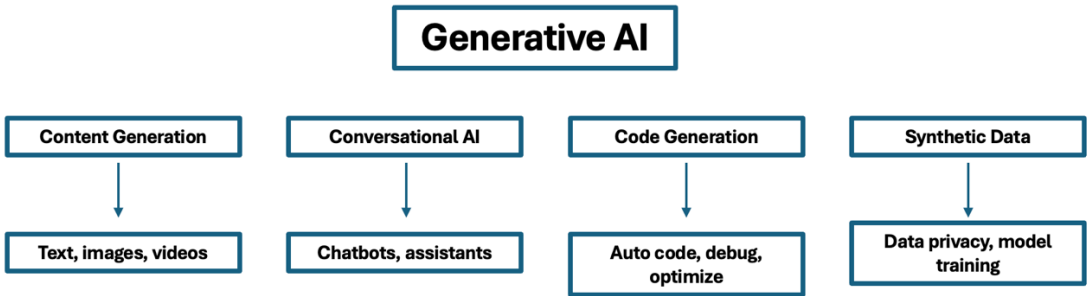 Generative AI
Content Generation
Conversational AI
Code Generation
Synthetic Data
Text, images, videos
Chatbots, assistants
Auto code, debug,
optimize
Data privacy, model
training